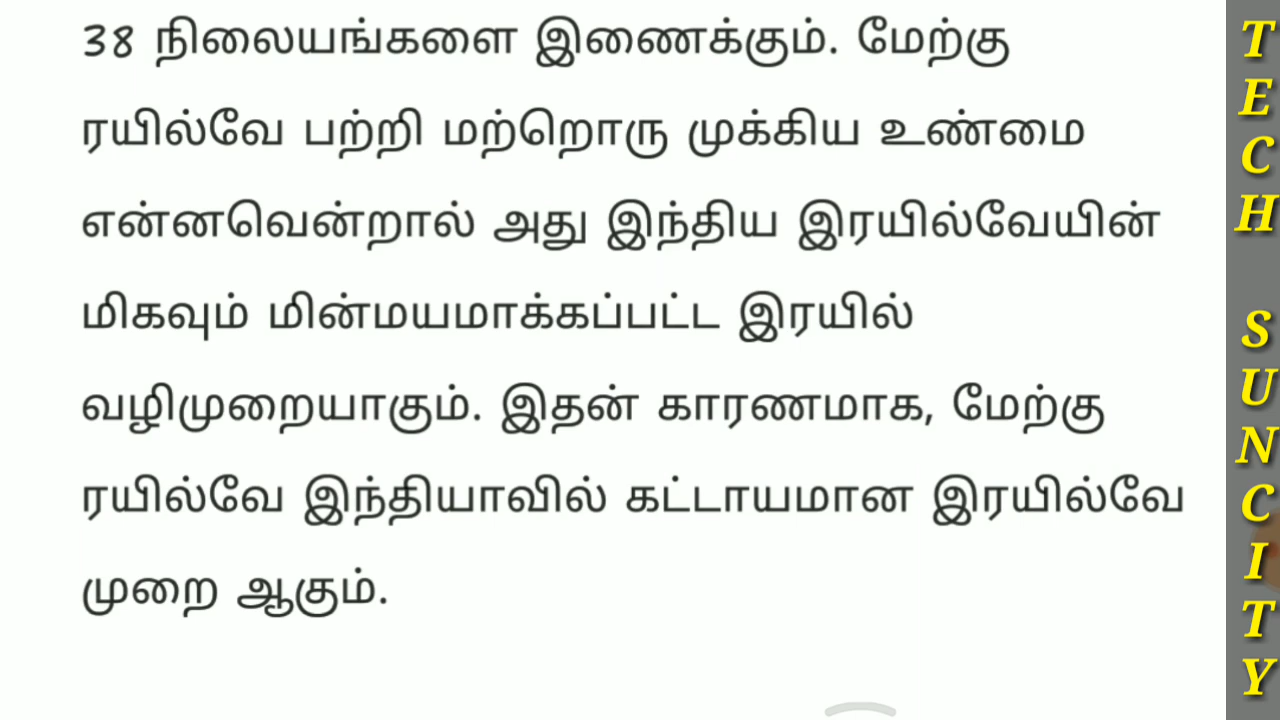 38 நிலையங்களை இணைக்கும். மேற்கு
ரயில்வே பற்றி மற்றொரு முக்கிய உண்மை
என்னவென்றால் அது இந்திய இரயில்வேயின்
மிகவும் மின்மயமாக்கப்பட்ட இரயில்
வழிமுறையாகும். இதன் காரணமாக, மேற்கு
ரயில்வே இந்தியாவில் கட்டாயமான இரயில்வே
முறை ஆகும்.
TECH SUNCITY